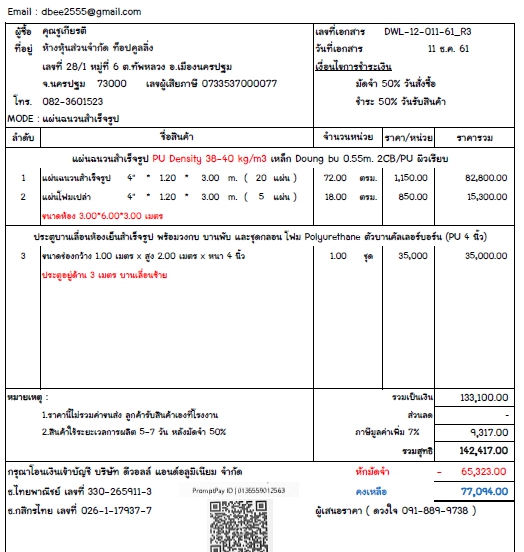 Email : dbee2555@gmail.com
ผู้ซื้อ คุณชูเกียรติ เลขที่เอกสาร DWL-12-011-61_R3
ที่อยู่ ห้างหุ้นส่วนจำกัด ท็อปคูลลิ่ง วันที่เอกสาร 11 ธ.ค. 61
เลขที่ 28/1 หมู่ที่ 6 ต.ทัพหลวง อ.เมืองนครปฐม เงื่อนไขการชำระเงิน
จ.นครปฐม 73000 เลขผู้เสียภาษี 0733537000077 มัดจำ 50% วันสั่งซื้อ
โทร. 082-3601523 ชำระ 50% วันรับสินค้า
MODE : แผ่นฉนวนสำเร็จรูป
ลำดับ ชื่อสินค้า จำนวนหน่วย ราคา/หน่วย ราคารวม
แผ่นฉนวนสำเร็จรูป PU Density 38-40 kg/m3 เหล็ก Doung bu 0.55m. 2CB/PU ผิวเรียบ
1 แผ่นฉนวนสำเร็จรูป 4" * 1.20 * 3.00 m. ( 20 แผ่น ) 72.00 ตรม. 1,150.00 82,800.00
2 แผ่นโฟมเปล่า 4" * 1.20 * 3.00 m. ( 5 แผ่น ) 18.00 ตรม. 850.00 15,300.00
ขนาดห้อง 3.00*6.00*3.00 เมตร
ประตูบานเลื่อนห้องเย็นสำเร็จรูป พร้อมวงกบ บานพับ และชุดกลอน โฟม Polyurethane ตัวบานคัลเลอร์บอร์น (PU 4 นิ้ว)
3 ขนาดช่องกว้าง 1.00 เมตร x สูง 2.00 เมตร x หนา 4 นิ้ว 1.00 ชุด 35,000 35,000.00
ประตูอยู่ด้าน 3 เมตร บานเลื่อนซ้าย
หมายเหตุ : รวมเป็นเงิน 133,100.00
1.ราคานี้ไม่รวมค่าขนส่ง ลูกค้ารับสินค้าเองที่โรงงาน ส่วนลด -
2.สินค้าใช้ระยะเวลาการผลิต 5-7 วัน หลังมัดจำ 50% ภาษีมูลค่าเพิ่ม 7% 9,317.00
รวมสุทธิ 142,417.00
กรุณาโอนเงินเข้าบัญชี บริษัท ดีวอลล์ แอนด์อลูมิเนียม จำกัด หักมัดจำ - 65,323.00
ธ.ไทยพาณิชย์ เลขที่ 330-265911-3 PromptPay ID | 0135559012563 คงเหลือ 77,094.00
ธ.กสิกรไทย เลขที่ 026-1-17937-7 ผู้เสนอราคา ( ดวงใจ 091-889-9738 )